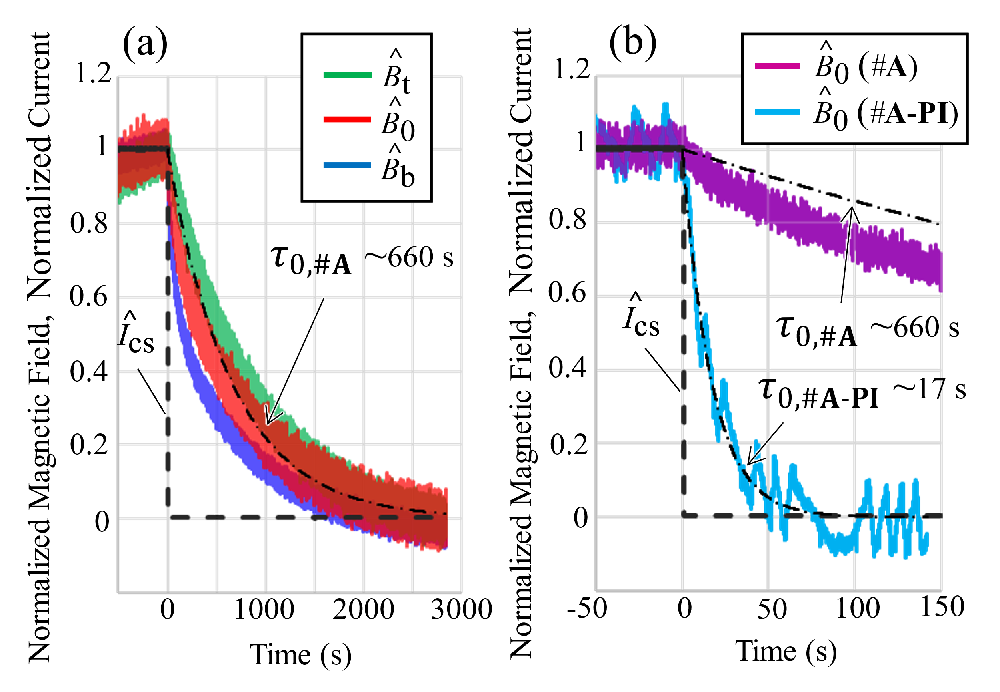 (a)
Normalized Magnetic Field, Normalized Current
1.2
1
0.8
0.6
0.4
0.2
0
B̂t
B̂0
B̂b
τ0,#A ~660 s
Îcs
0 1000 2000 3000
Time (s)
(b)
Normalized Magnetic Field, Normalized Current
1.2
1
0.8
0.6
0.4
0.2
0
B̂0 (#A)
B̂0 (#A-PI)
Îcs
τ0,#A ~660 s
τ0,#A-PI ~17 s
-50 0 50 100 150
Time (s)